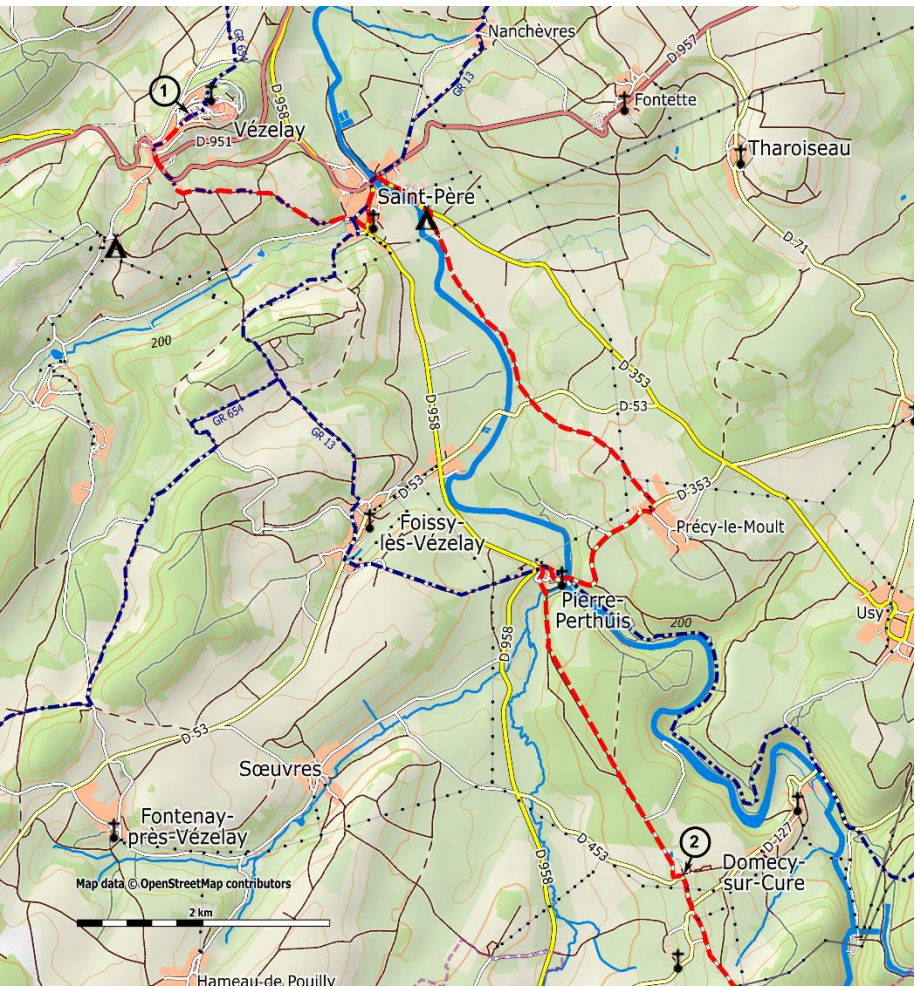 Nanchèvres
GR 654
D-957
1
GR 13
D-958
Fontette
Vézelay
D-951
Tharoiseau
Saint-Père
D-71
200
D-353
D-958
D-53
GR 654
GR 13
D-53
D-353
Foissy-
lès-Vézelay
Précy-le-Moult
Pierre-
Perthuis
Usy
200
D-958
D-53
Sœuvres
Fontenay-
près-Vézelay
2
D-127
D-453
Domecy-
sur-Cure
D-958
Map data © OpenStreetMap contributors
2 km
Hameau de Pouilly